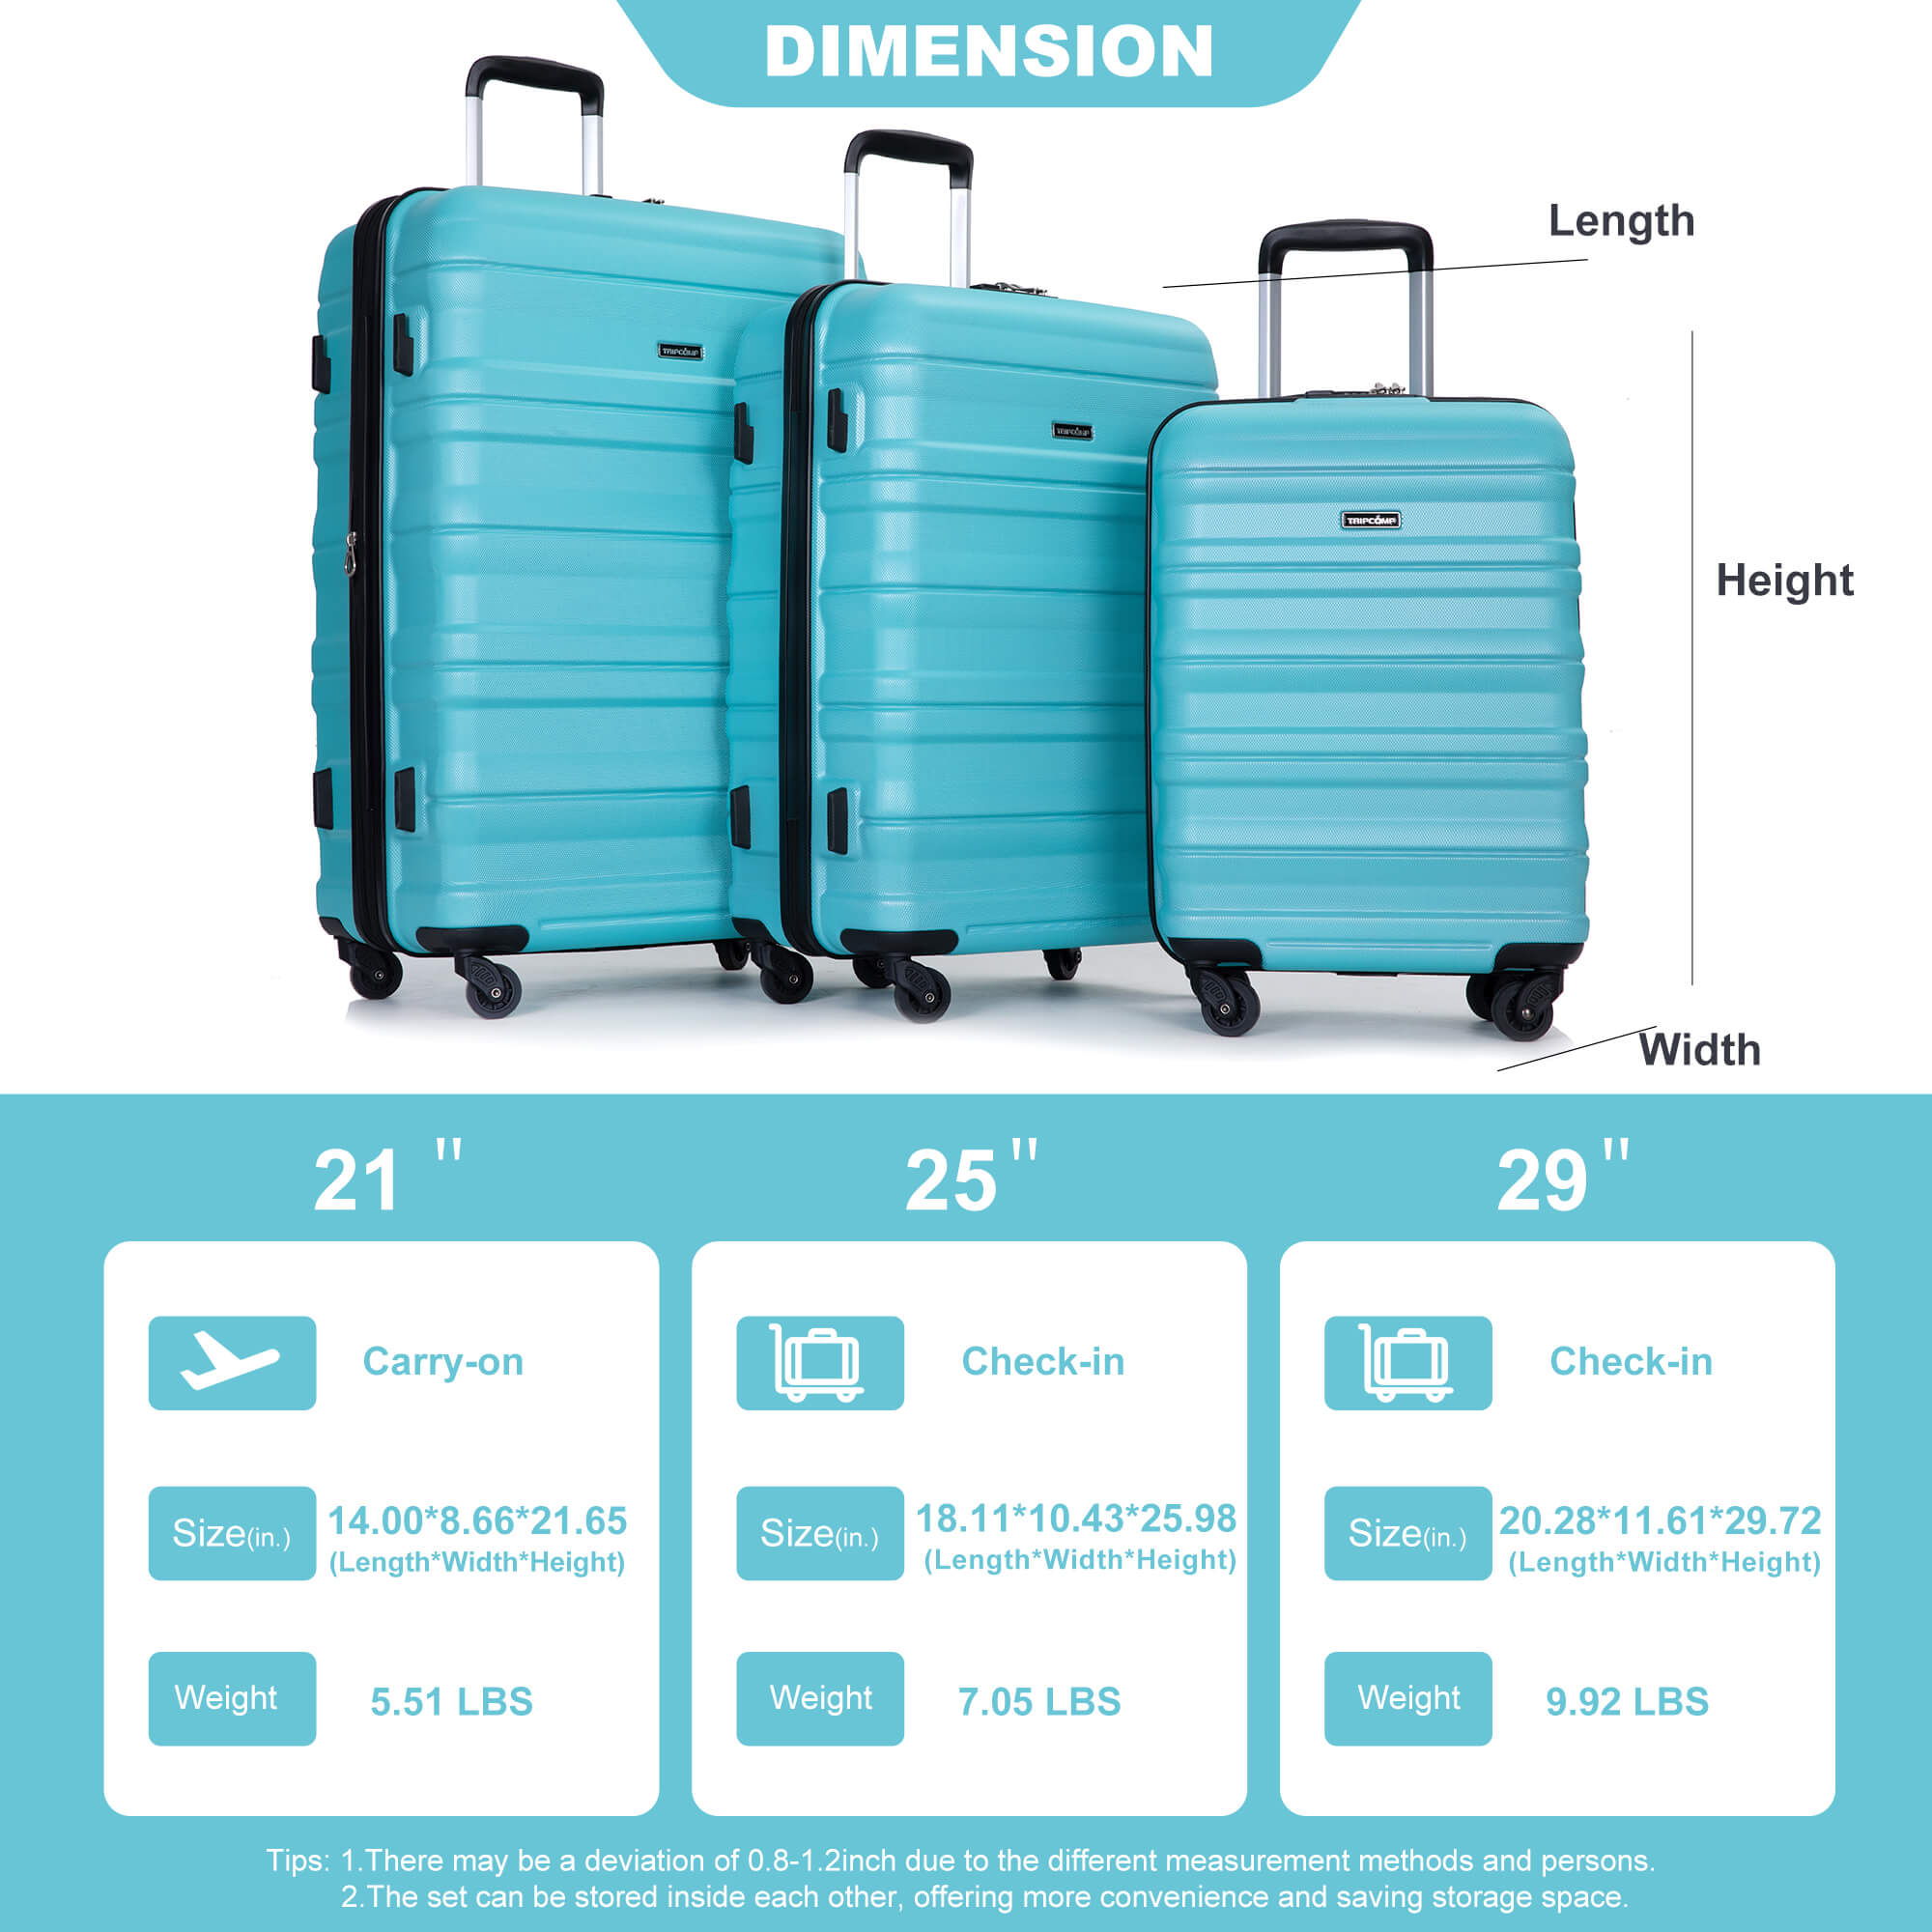 DIMENSION
Length
TRIPCOMP
TRIPCOMP
TRIPCOMP
Height
Width
21"
25"
29"
Carry-on
Check-in
Check-in
Size(in.) 14.00*8.66*21.65
(Length*Width*Height)
Size(in.) 18.11*10.43*25.98
(Length*Width*Height)
Size(in.) 20.28*11.61*29.72
(Length*Width*Height)
Weight 5.51 LBS
Weight 7.05 LBS
Weight 9.92 LBS
Tips: 1.There may be a deviation of 0.8-1.2inch due to the different measurement methods and persons.
2.The set can be stored inside each other, offering more convenience and saving storage space.